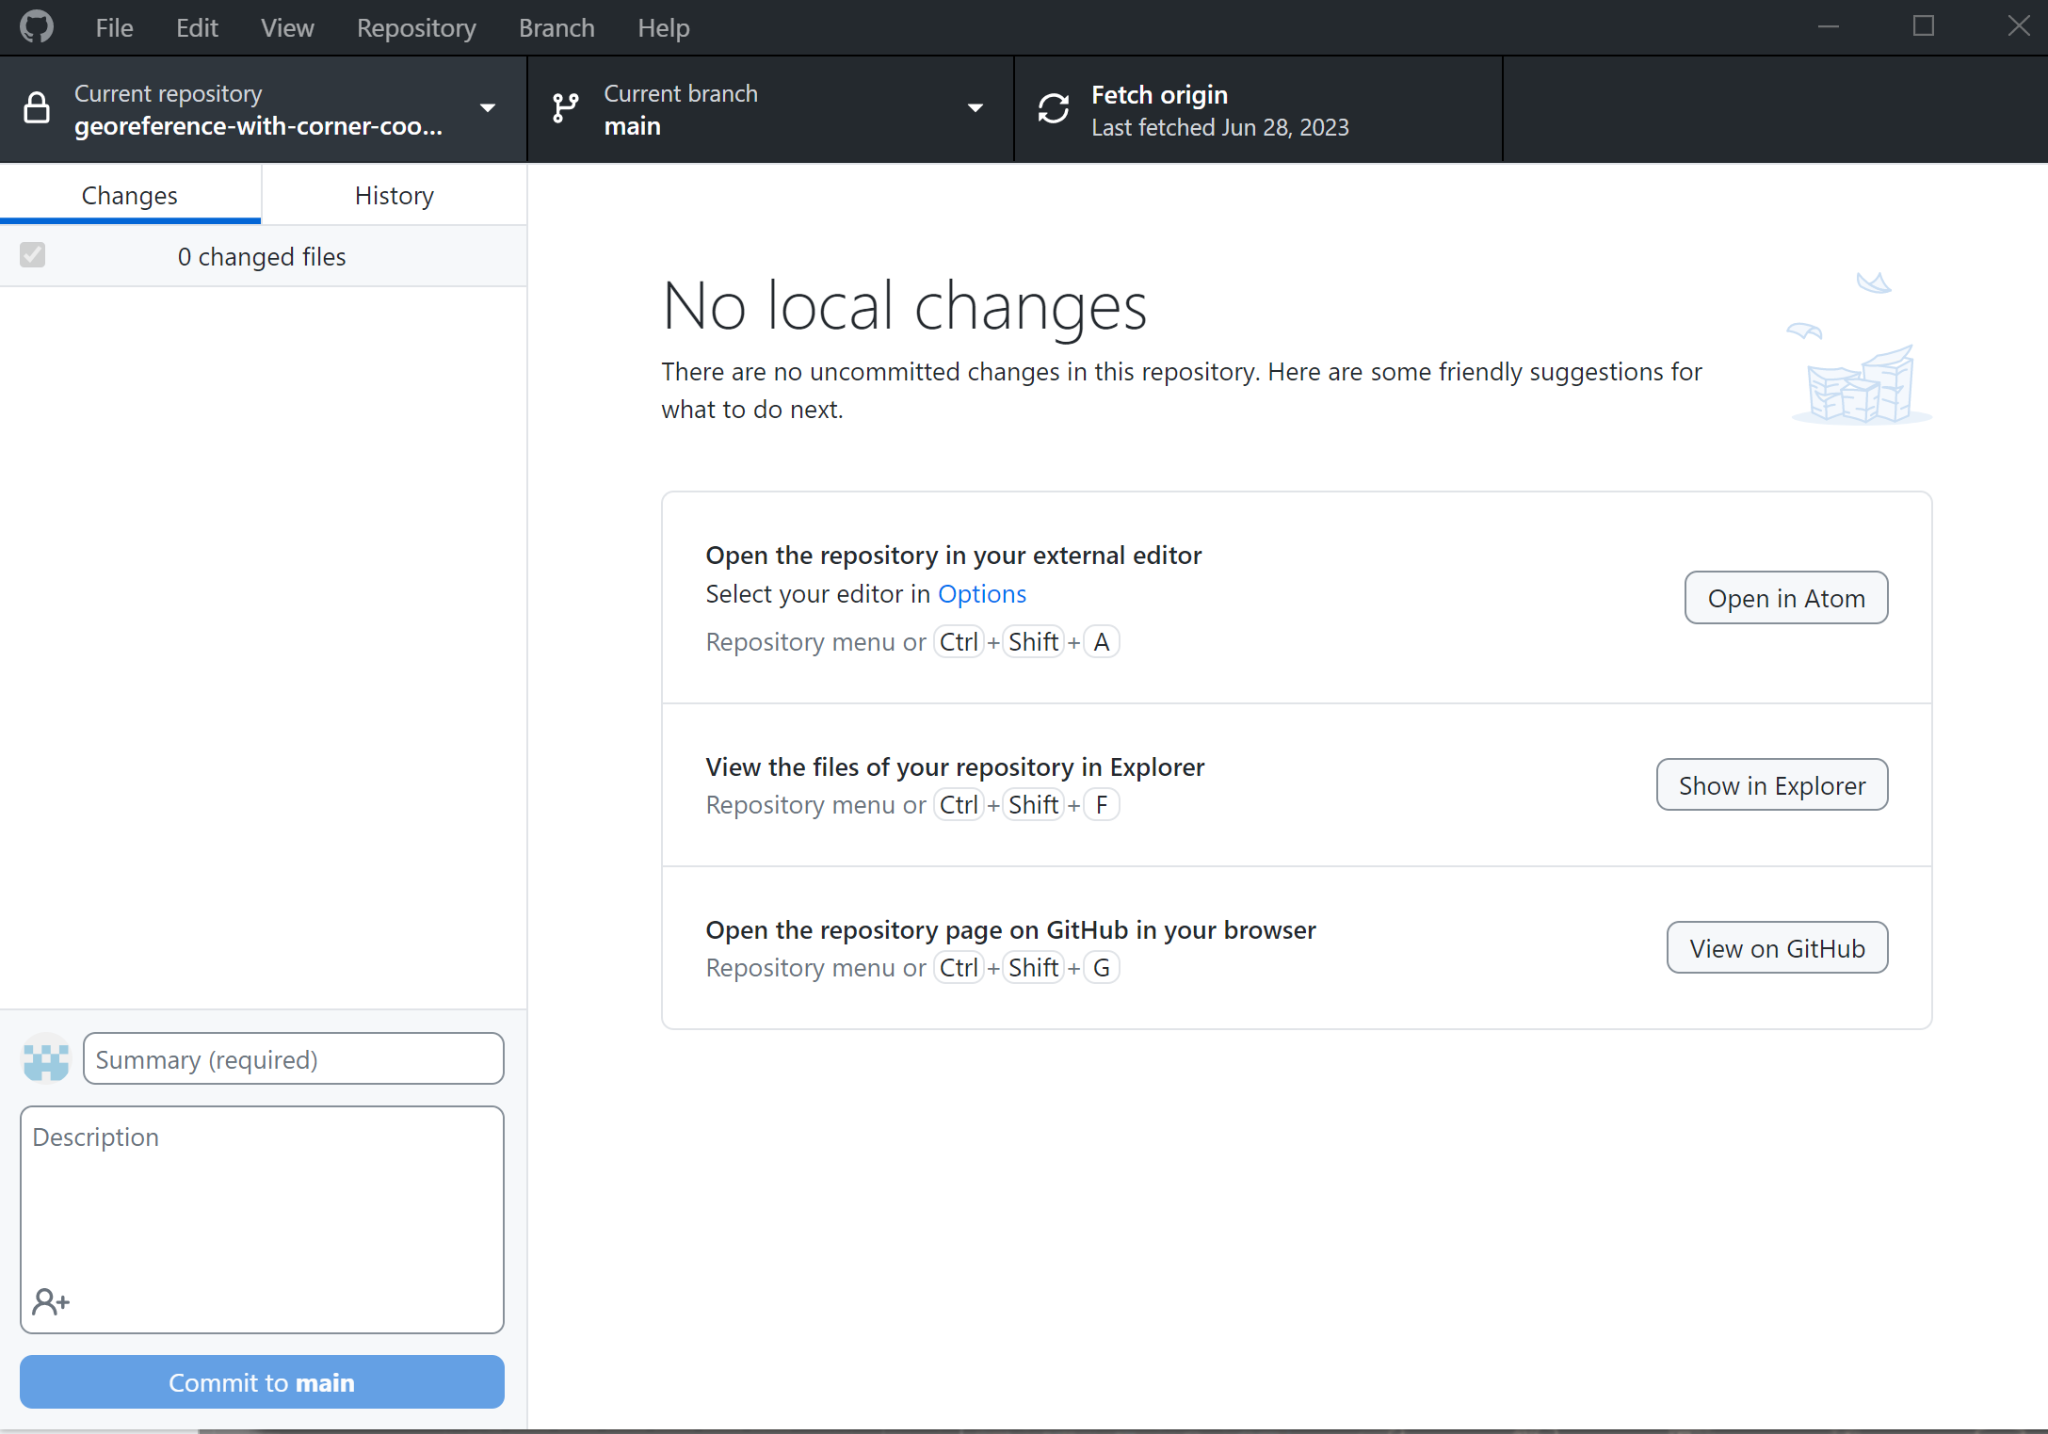 File Edit View Repository Branch Help
Current repository
georeference-with-corner-coo...
Current branch
main
Fetch origin
Last fetched Jun 28, 2023
Changes
History
0 changed files
No local changes
There are no uncommitted changes in this repository. Here are some friendly suggestions for
what to do next.
Open the repository in your external editor
Select your editor in Options
Repository menu or Ctrl + Shift + A
Open in Atom
View the files of your repository in Explorer
Repository menu or Ctrl + Shift + F
Show in Explorer
Open the repository page on GitHub in your browser
Repository menu or Ctrl + Shift + G
View on GitHub
Summary (required)
Description
Commit to main